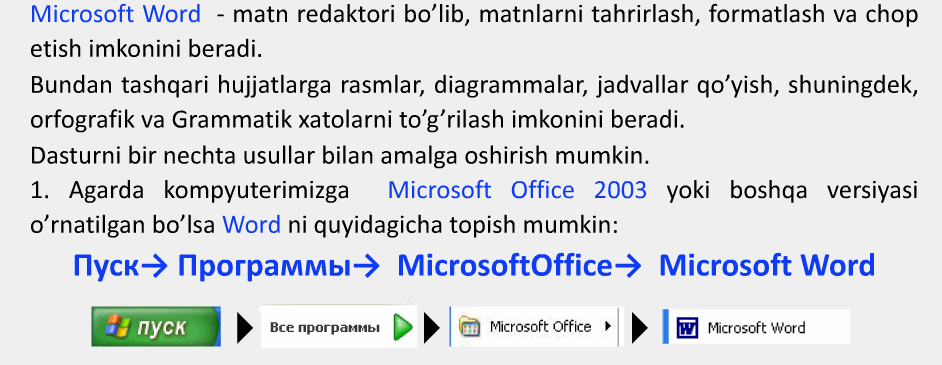 Microsoft Word - matn redaktori bo’lib, matnlarni tahrirlash, formatlash va chop
etish imkonini beradi.
Bundan tashqari hujjatlarga rasmlar, diagrammalar, jadvallar qo’yish, shuningdek,
orfografik va Grammatik xatolarni to’g’rilash imkonini beradi.
Dasturni bir nechta usullar bilan amalga oshirish mumkin.
1. Agarda kompyuterimizga Microsoft Office 2003 yoki boshqa versiyasi
o’rnatilgan bo’lsa Word ni quyidagicha topish mumkin:
Пуск→ Программы→ MicrosoftOffice→ Microsoft Word
пуск Все программы Microsoft Office Microsoft Word